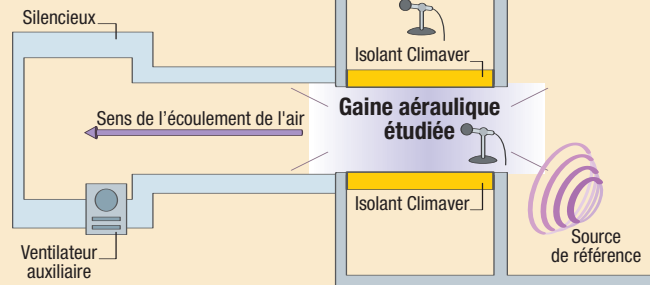 Silencieux
Isolant Climaver
Gaine aéraulique
étudiée
Sens de l'écoulement de l'air
Isolant Climaver
Source
de référence
Ventilateur
auxiliaire